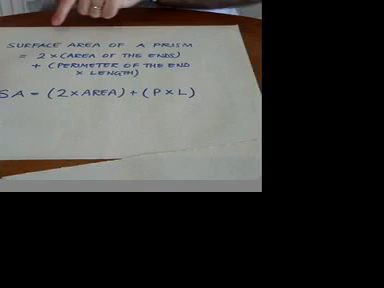 SURFACE AREA OF A PRISM
= 2 × (AREA OF THE ENDS)
+ (PERIMETER OF THE END
× LENGTH)
SA = (2 × AREA) + (P × L)